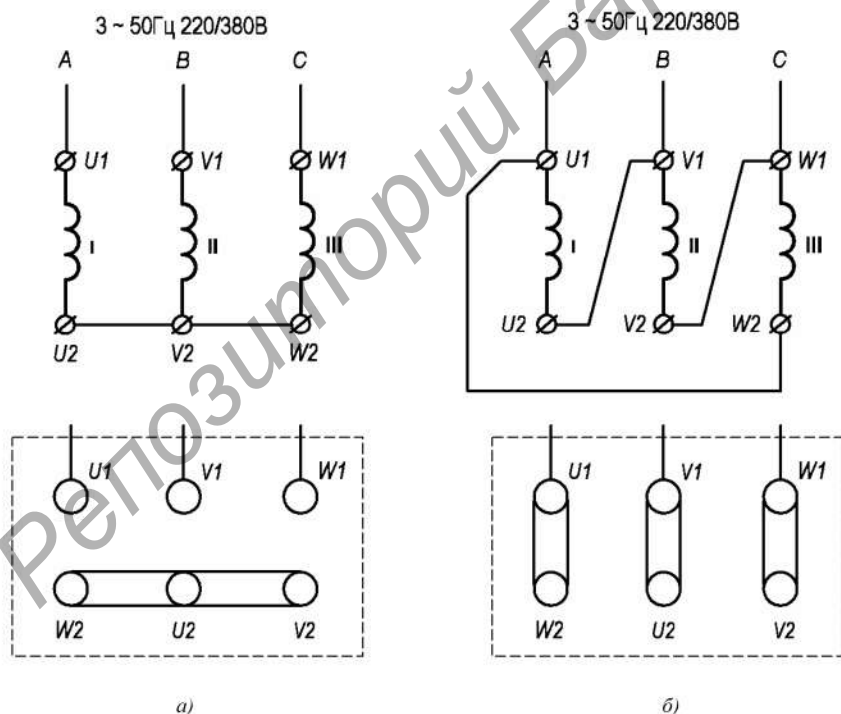 3 ~ 50Гц 220/380В
A B C
U1 V1 W1
I II III
U2 V2 W2
U1 V1 W1
W2 U2 V2
а)
3 ~ 50Гц 220/380В
A B C
U1 V1 W1
I II III
U2 V2 W2
U1 V1 W1
W2 U2 V2
б)
Репозиторий Бар